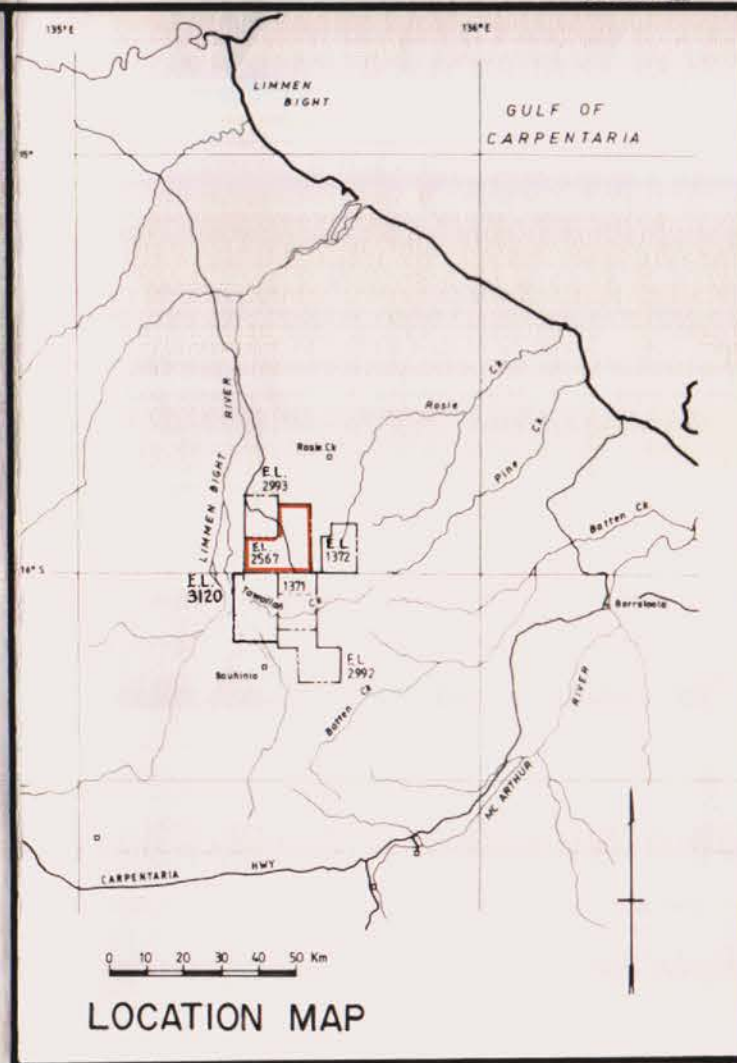 135° E
136° E
LIMMEN
BIGHT
GULF OF
CARPENTARIA
15°
LIMMEN BIGHT RIVER
Rosie Ck
Pine Ck
Rosie Ck
E.L.
2993
Batten Ck
E.L.
2567
E.L.
1372
16° S
E.L.
3120
1371
Tawallah Ck
Borroloola
Bauhinia
E.L.
2992
Batten Ck
RIVER
MC ARTHUR
CARPENTARIA HWY
0 10 20 30 40 50 Km
LOCATION MAP